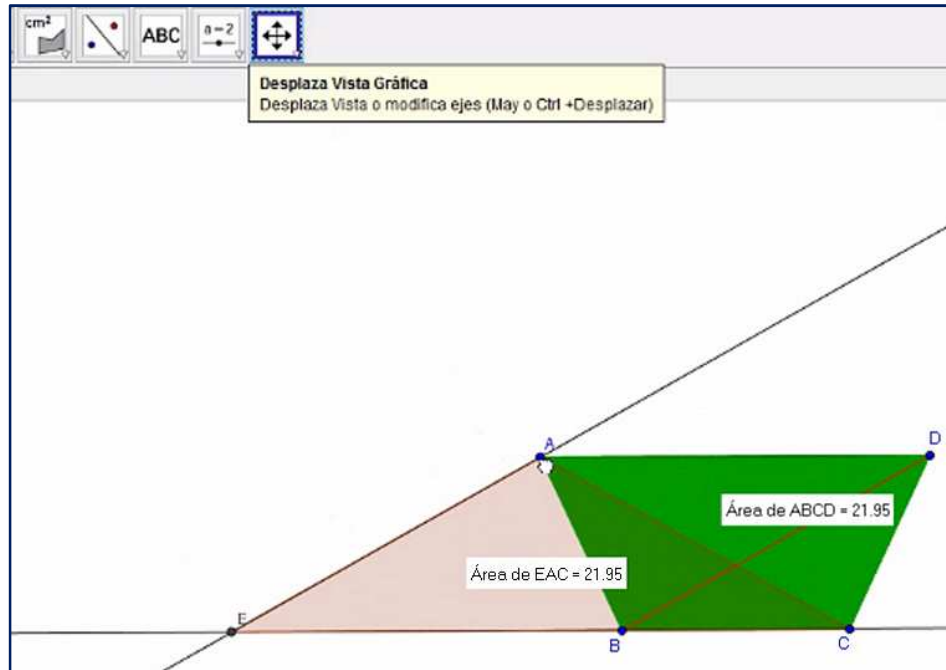 cm²
ABC
a=2
Desplaza Vista Gráfica
Desplaza Vista o modifica ejes (May o Ctrl +Desplazar)
A
D
Área de ABCD = 21.95
Área de EAC = 21.95
E
B
C